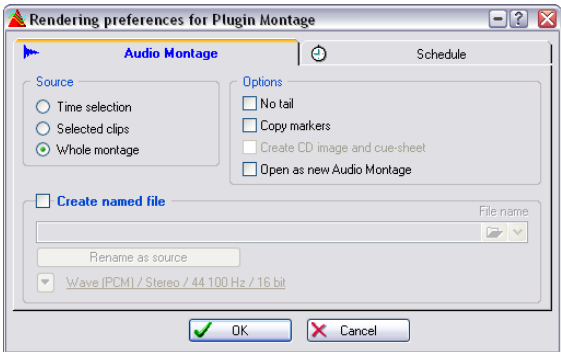 Rendering preferences for Plugin Montage
Audio Montage
Schedule
Source
Time selection
Selected clips
Whole montage
Options
No tail
Copy markers
Create CD image and cue-sheet
Open as new Audio Montage
Create named file
File name
Rename as source
Wave (PCM) / Stereo / 44 100 Hz / 16 bit
OK
Cancel